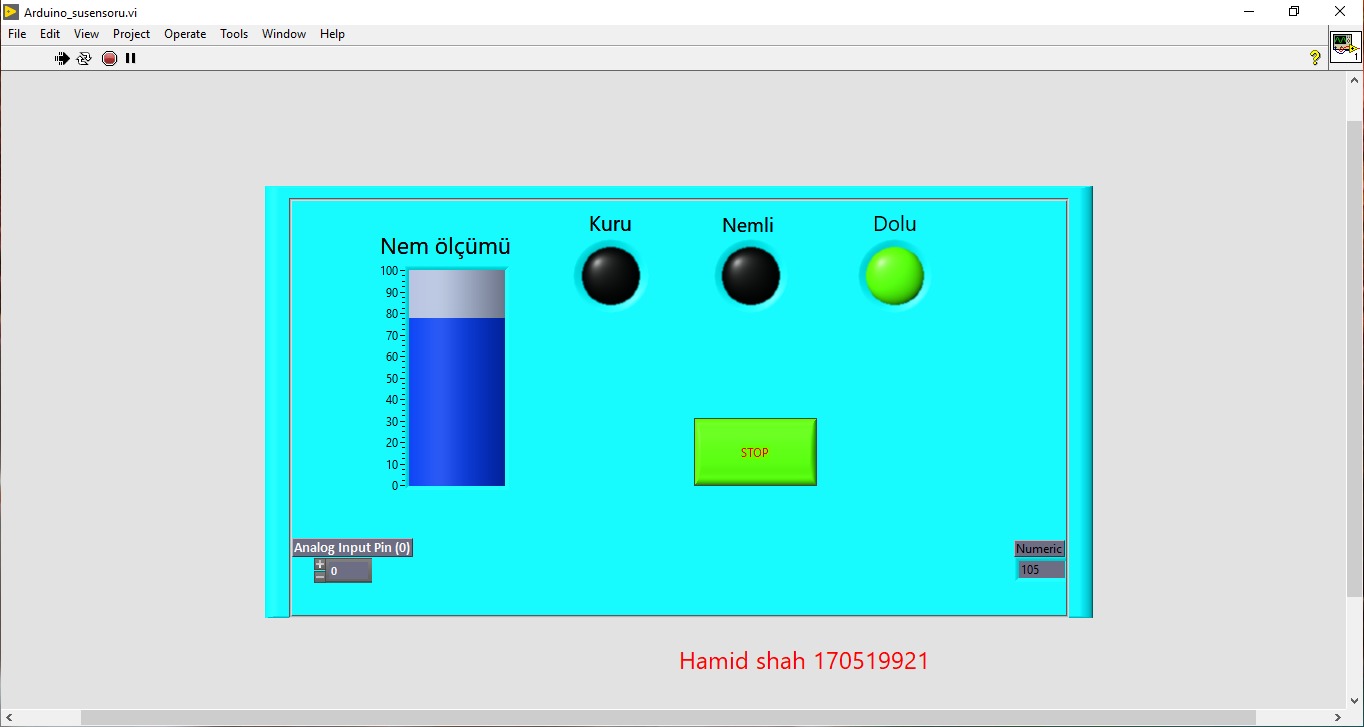 Arduino_susensoru.vi
File Edit View Project Operate Tools Window Help
1
Kuru Nemli Dolu
Nem ölçümü
100
90
80
70
60
50
40
30
20
10
0
STOP
Analog Input Pin (0)
0
Numeric
105
Hamid shah 170519921